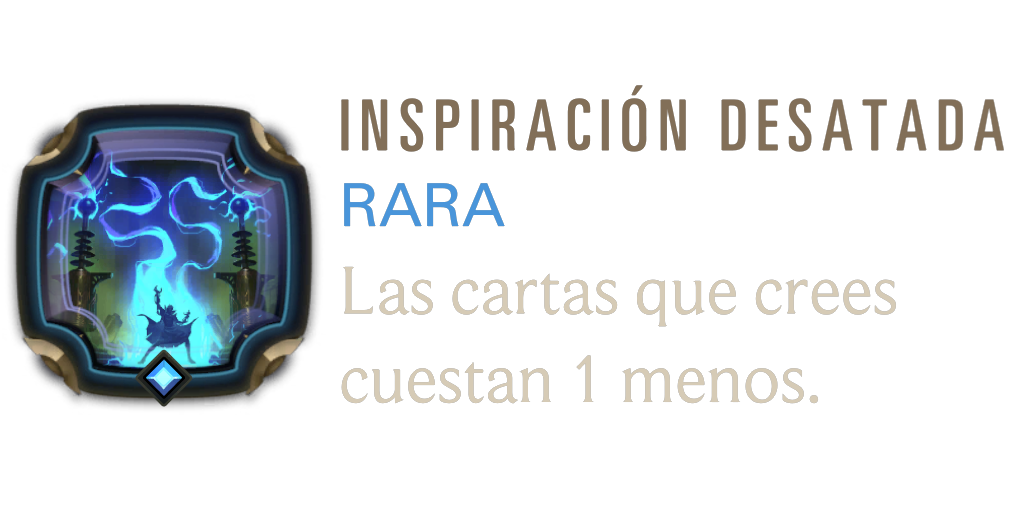 INSPIRACIÓN DESATADA
RARA
Las cartas que crees
cuestan 1 menos.